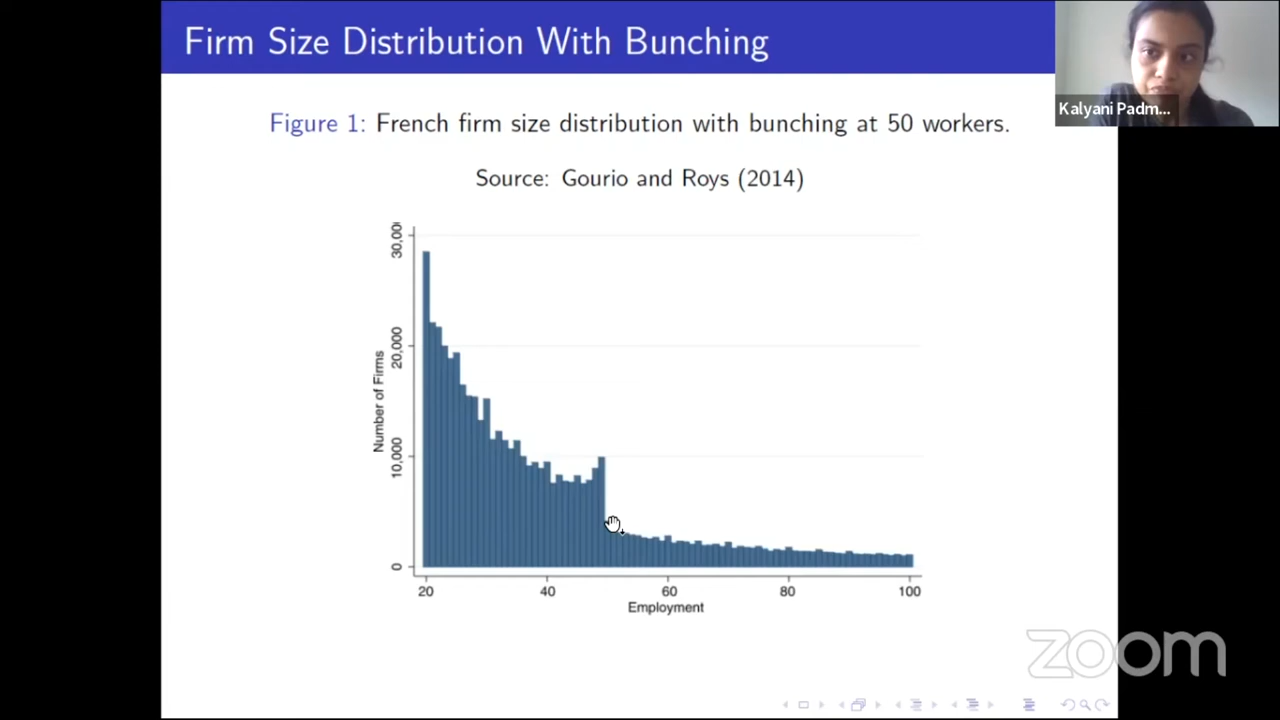 Firm Size Distribution With Bunching
Kalyani Padm...
Figure 1: French firm size distribution with bunching at 50 workers.
Source: Gourio and Roys (2014)
30,00
20,000
10,000
0
Number of Firms
20 40 60 80 100
Employment
zoom